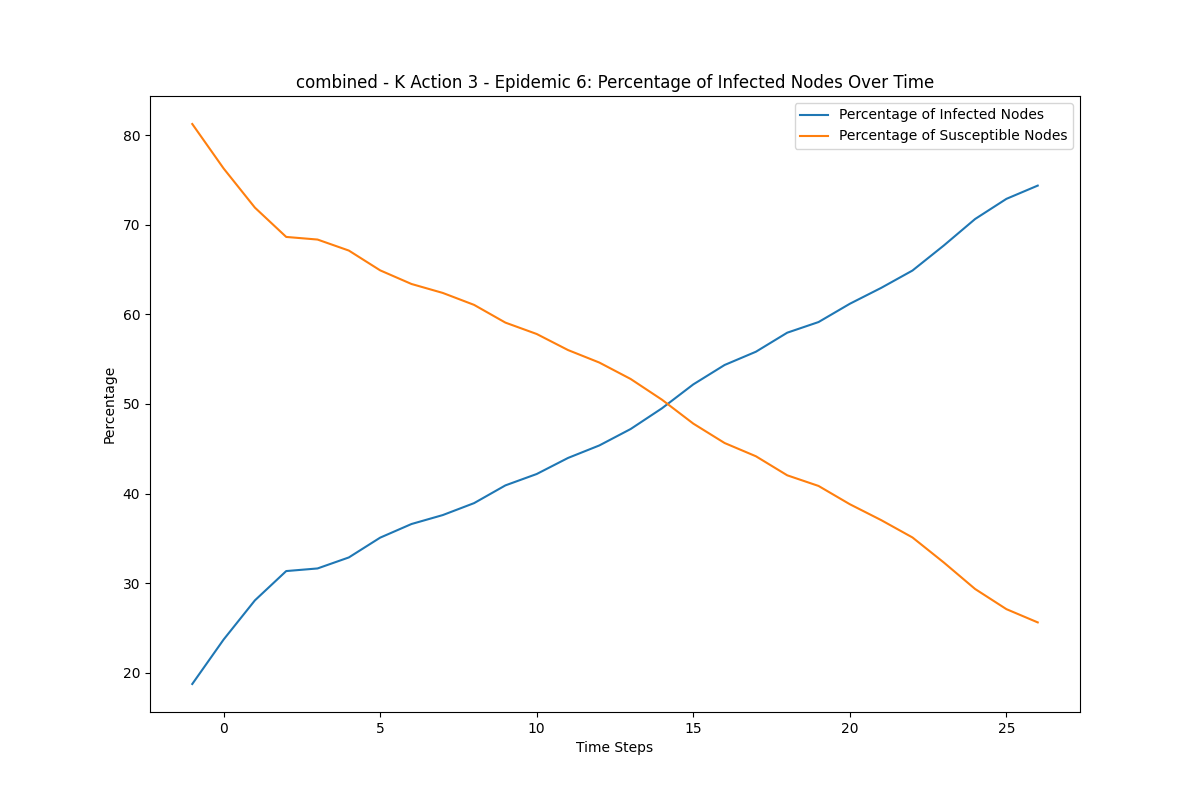 combined - K Action 3 - Epidemic 6: Percentage of Infected Nodes Over Time
Percentage of Infected Nodes
Percentage of Susceptible Nodes
Percentage
80
70
60
50
40
30
20
0 5 10 15 20 25
Time Steps